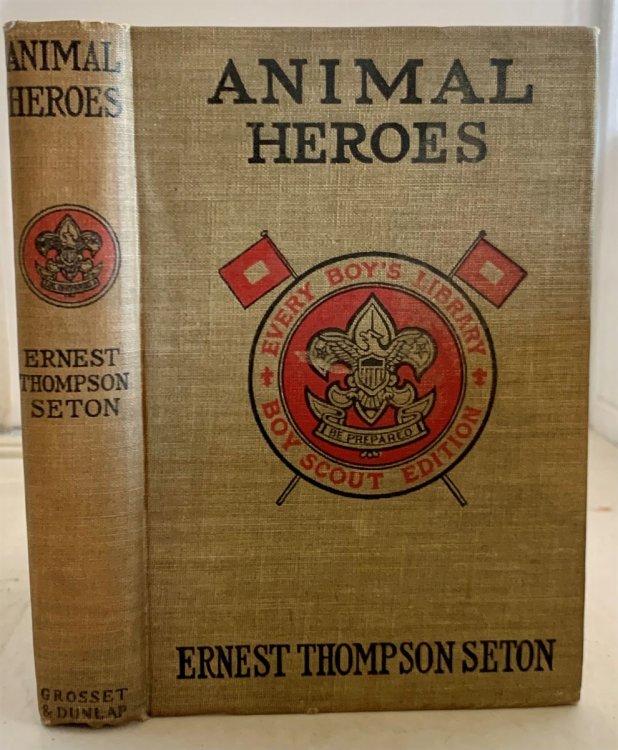 ANIMAL
HEROES
ERNEST
THOMPSON
SETON
GROSSET
& DUNLAP
ANIMAL
HEROES
EVERY BOY'S LIBRARY
BE PREPARED
BOY SCOUT EDITION
ERNEST THOMPSON SETON